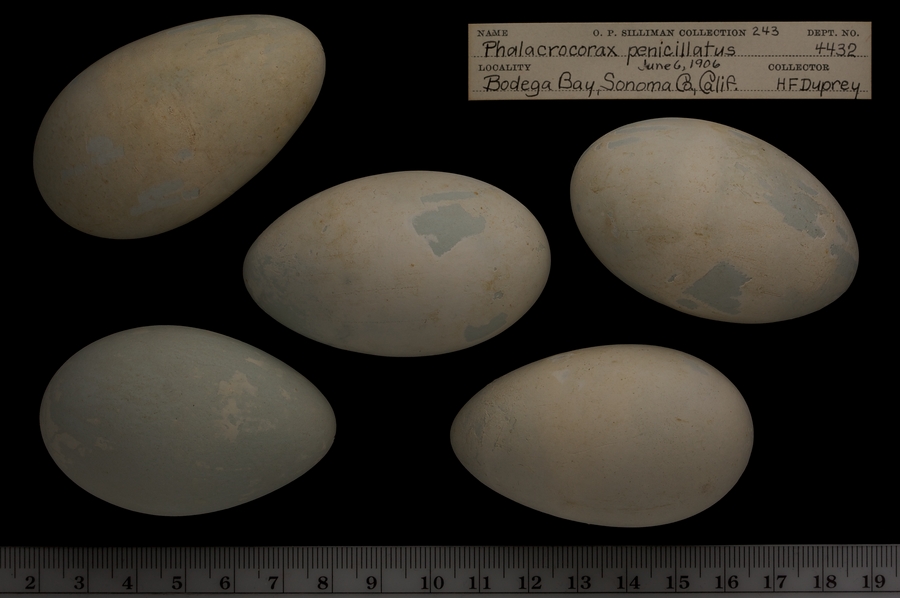 NAME O. P. SILLIMAN COLLECTION 243 DEPT. NO.
Phalacrocorax penicillatus 4432
LOCALITY June 6, 1906 COLLECTOR
Bodega Bay, Sonoma Co, Calif. HFDuprey
2 3 4 5 6 7 8 9 10 11 12 13 14 15 16 17 18 19